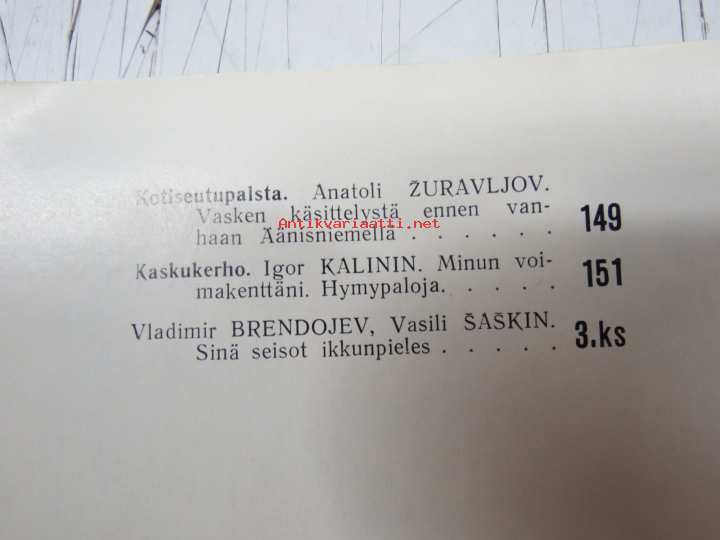 Kotiseutupalsta. Anatoli ŽURAVLJOV.
Vasken käsittelystä ennen van-
haan Äänisniemellä . . . . . . 149
Antikvariaatti.net
Kaskukerho. Igor KALININ. Minun voi-
makenttäni. Hymypaloja. . . . . . 151
Vladimir BRENDOJEV, Vasili ŠAŠKIN.
Sinä seisot ikkunpieles . . . . . 3.ks